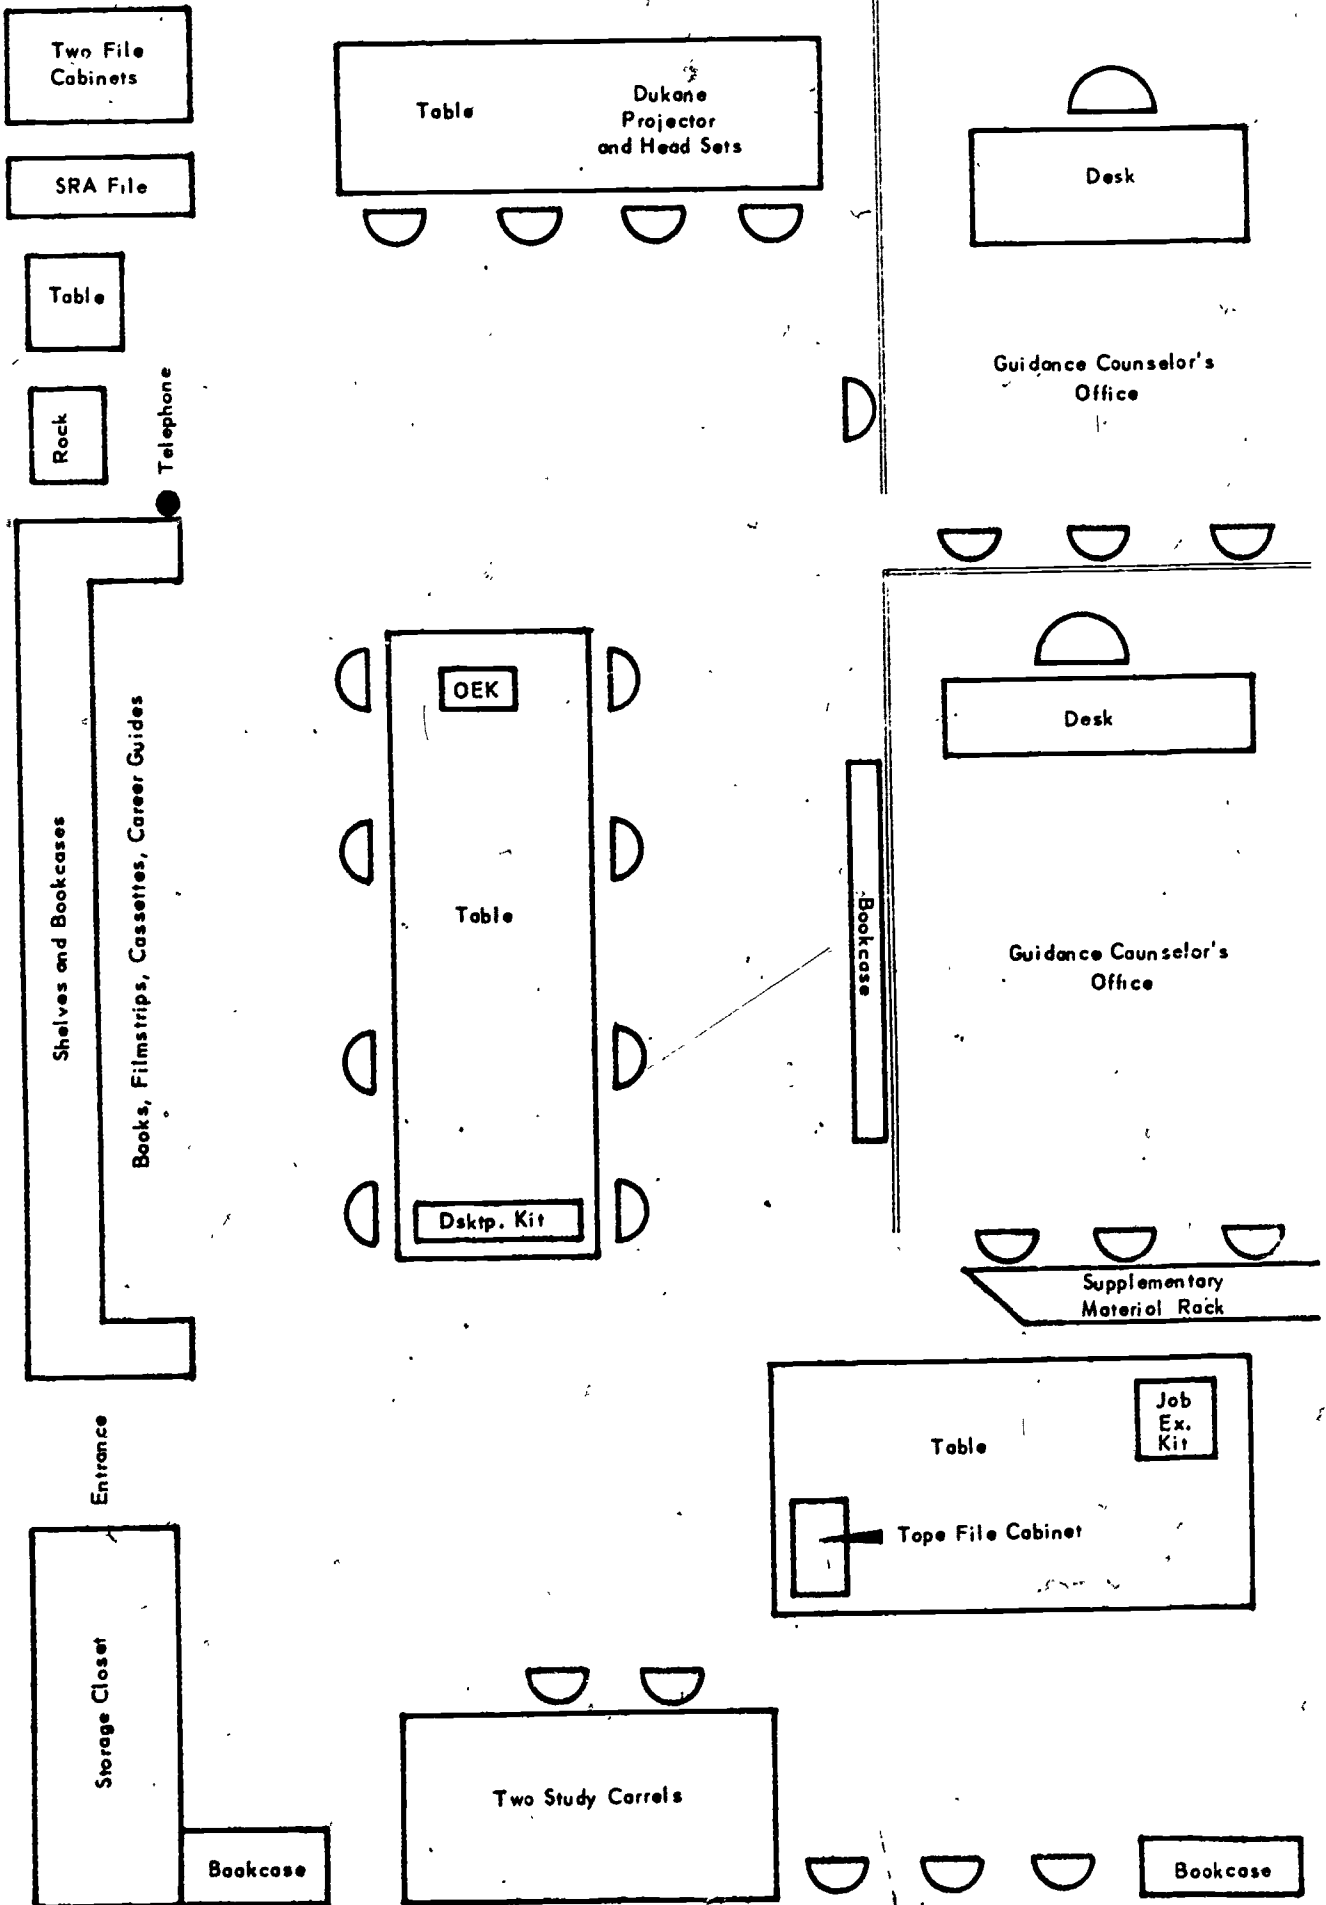 Two File
Cabinets
Table
Dukane
Projector
and Head Sets
Desk
SRA File
Table
Guidance Counselor's
Office
Rack
Telephone
OEK
Desk
Shelves and Bookcases
Books, Filmstrips, Cassettes, Career Guides
Table
Bookcase
Guidance Counselor's
Office
Dsktp. Kit
Supplementary
Material Rack
Entrance
Table
Job
Ex.
Kit
Tape File Cabinet
Storage Closet
Two Study Carrels
Bookcase
Bookcase